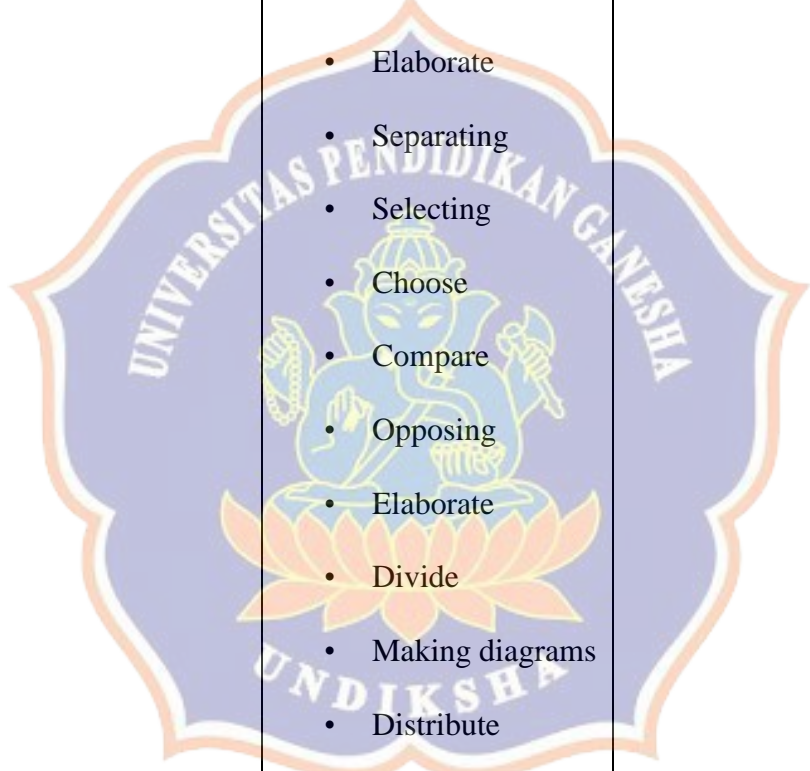 • Elaborate
• Separating
UNIVERSITAS PENDIDIKAN GANESHA
• Selecting
• Choose
• Compare
• Opposing
• Elaborate
• Divide
• Making diagrams
UNDIKSHA
• Distribute